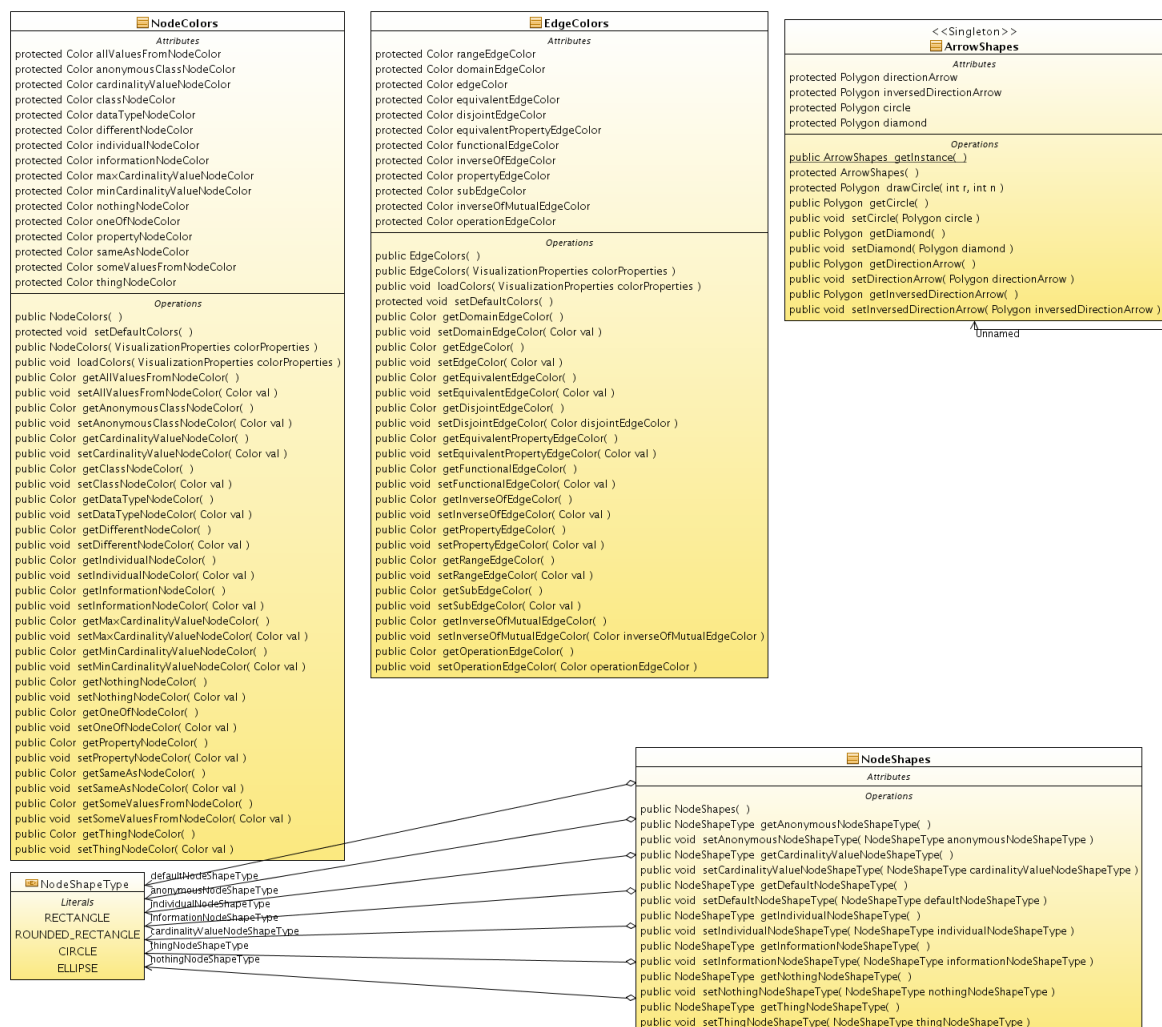 NodeColors
Attributes
protected Color allValuesFromNodeColor
protected Color anonymousClassNodeColor
protected Color cardinalityValueNodeColor
protected Color classNodeColor
protected Color dataTypeNodeColor
protected Color differentNodeColor
protected Color individualNodeColor
protected Color informationNodeColor
protected Color maxCardinalityValueNodeColor
protected Color minCardinalityValueNodeColor
protected Color nothingNodeColor
protected Color oneOfNodeColor
protected Color propertyNodeColor
protected Color sameAsNodeColor
protected Color someValuesFromNodeColor
protected Color thingNodeColor
Operations
public NodeColors( )
protected void setDefaultColors( )
public NodeColors( VisualizationProperties colorProperties )
public void loadColors( VisualizationProperties colorProperties )
public Color getAllValuesFromNodeColor( )
public void setAllValuesFromNodeColor( Color val )
public Color getAnonymousClassNodeColor( )
public void setAnonymousClassNodeColor( Color val )
public Color getCardinalityValueNodeColor( )
public void setCardinalityValueNodeColor( Color val )
public Color getClassNodeColor( )
public void setClassNodeColor( Color val )
public Color getDataTypeNodeColor( )
public void setDataTypeNodeColor( Color val )
public Color getDifferentNodeColor( )
public void setDifferentNodeColor( Color val )
public Color getIndividualNodeColor( )
public void setIndividualNodeColor( Color val )
public Color getInformationNodeColor( )
public void setInformationNodeColor( Color val )
public Color getMaxCardinalityValueNodeColor( )
public void setMaxCardinalityValueNodeColor( Color val )
public Color getMinCardinalityValueNodeColor( )
public void setMinCardinalityValueNodeColor( Color val )
public Color getNothingNodeColor( )
public void setNothingNodeColor( Color val )
public Color getOneOfNodeColor( )
public void setOneOfNodeColor( Color val )
public Color getPropertyNodeColor( )
public void setPropertyNodeColor( Color val )
public Color getSameAsNodeColor( )
public void setSameAsNodeColor( Color val )
public Color getSomeValuesFromNodeColor( )
public void setSomeValuesFromNodeColor( Color val )
public Color getThingNodeColor( )
public void setThingNodeColor( Color val )
EdgeColors
Attributes
protected Color rangeEdgeColor
protected Color domainEdgeColor
protected Color edgeColor
protected Color equivalentEdgeColor
protected Color disjointEdgeColor
protected Color equivalentPropertyEdgeColor
protected Color functionalEdgeColor
protected Color inverseOfEdgeColor
protected Color propertyEdgeColor
protected Color subEdgeColor
protected Color inverseOfMutualEdgeColor
protected Color operationEdgeColor
Operations
public EdgeColors( )
public EdgeColors( VisualizationProperties colorProperties )
public void loadColors( VisualizationProperties colorProperties )
protected void setDefaultColors( )
public Color getDomainEdgeColor( )
public void setDomainEdgeColor( Color val )
public Color getEdgeColor( )
public void setEdgeColor( Color val )
public Color getEquivalentEdgeColor( )
public void setEquivalentEdgeColor( Color val )
public Color getDisjointEdgeColor( )
public void setDisjointEdgeColor( Color disjointEdgeColor )
public Color getEquivalentPropertyEdgeColor( )
public void setEquivalentPropertyEdgeColor( Color val )
public Color getFunctionalEdgeColor( )
public void setFunctionalEdgeColor( Color val )
public Color getInverseOfEdgeColor( )
public void setInverseOfEdgeColor( Color val )
public Color getPropertyEdgeColor( )
public void setPropertyEdgeColor( Color val )
public Color getRangeEdgeColor( )
public void setRangeEdgeColor( Color val )
public Color getSubEdgeColor( )
public void setSubEdgeColor( Color val )
public Color getInverseOfMutualEdgeColor( )
public void setInverseOfMutualEdgeColor( Color inverseOfMutualEdgeColor )
public Color getOperationEdgeColor( )
public void setOperationEdgeColor( Color operationEdgeColor )
<<Singleton>>
ArrowShapes
Attributes
protected Polygon directionArrow
protected Polygon inversedDirectionArrow
protected Polygon circle
protected Polygon diamond
Operations
public ArrowShapes getInstance( )
protected ArrowShapes( )
protected Polygon drawCircle( int r, int n )
public Polygon getCircle( )
public void setCircle( Polygon circle )
public Polygon getDiamond( )
public void setDiamond( Polygon diamond )
public Polygon getDirectionArrow( )
public void setDirectionArrow( Polygon directionArrow )
public Polygon getInversedDirectionArrow( )
public void setInversedDirectionArrow( Polygon inversedDirectionArrow )
Unnamed
NodeShapeType
Literals
RECTANGLE
ROUNDED_RECTANGLE
CIRCLE
ELLIPSE
defaultNodeShapeType
anonymousNodeShapeType
individualNodeShapeType
informationNodeShapeType
cardinalityValueNodeShapeType
thingNodeShapeType
nothingNodeShapeType
NodeShapes
Attributes
Operations
public NodeShapes( )
public NodeShapeType getAnonymousNodeShapeType( )
public void setAnonymousNodeShapeType( NodeShapeType anonymousNodeShapeType )
public NodeShapeType getCardinalityValueNodeShapeType( )
public void setCardinalityValueNodeShapeType( NodeShapeType cardinalityValueNodeShapeType )
public NodeShapeType getDefaultNodeShapeType( )
public void setDefaultNodeShapeType( NodeShapeType defaultNodeShapeType )
public NodeShapeType getIndividualNodeShapeType( )
public void setIndividualNodeShapeType( NodeShapeType individualNodeShapeType )
public NodeShapeType getInformationNodeShapeType( )
public void setInformationNodeShapeType( NodeShapeType informationNodeShapeType )
public NodeShapeType getNothingNodeShapeType( )
public void setNothingNodeShapeType( NodeShapeType nothingNodeShapeType )
public NodeShapeType getThingNodeShapeType( )
public void setThingNodeShapeType( NodeShapeType thingNodeShapeType )